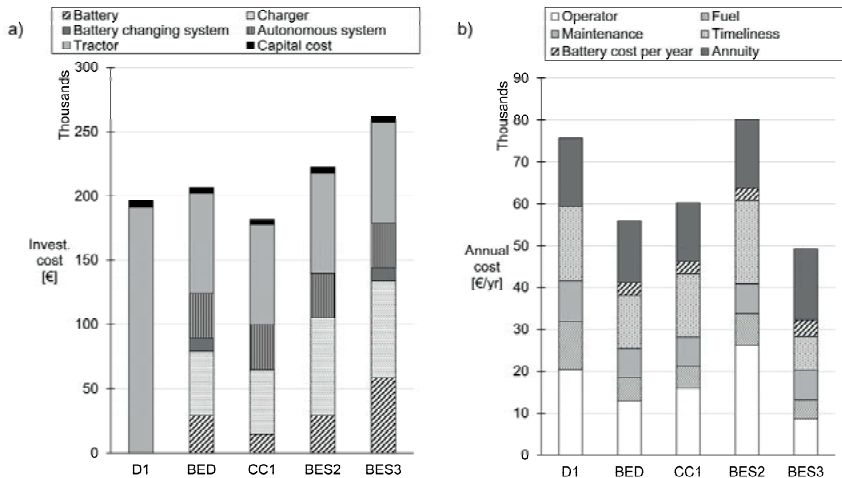 a)
Battery Charger
Battery changing system Autonomous system
Tractor Capital cost
Thousands
300
250
200
150
100
50
0
Invest.
cost
[€]
D1 BED CC1 BES2 BES3
b)
Operator Fuel
Maintenance Timeliness
Battery cost per year Annuity
Thousands
90
80
70
60
50
40
30
20
10
0
Annual
cost
[€/yr]
D1 BED CC1 BES2 BES3